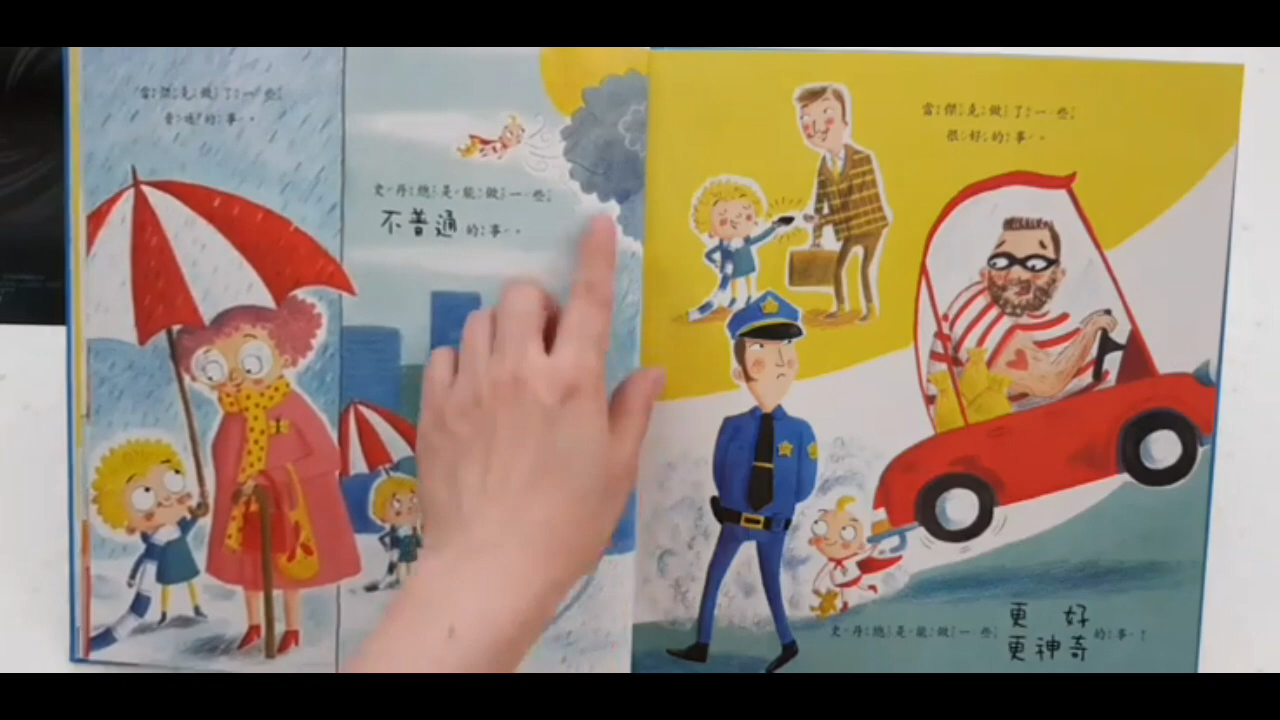 當傑克做了一些
普通的事。
史丹總是能做一些
不普通的事。
當傑克做了一些
很好的事。
史丹總是能做一些
更好
更神奇的事！